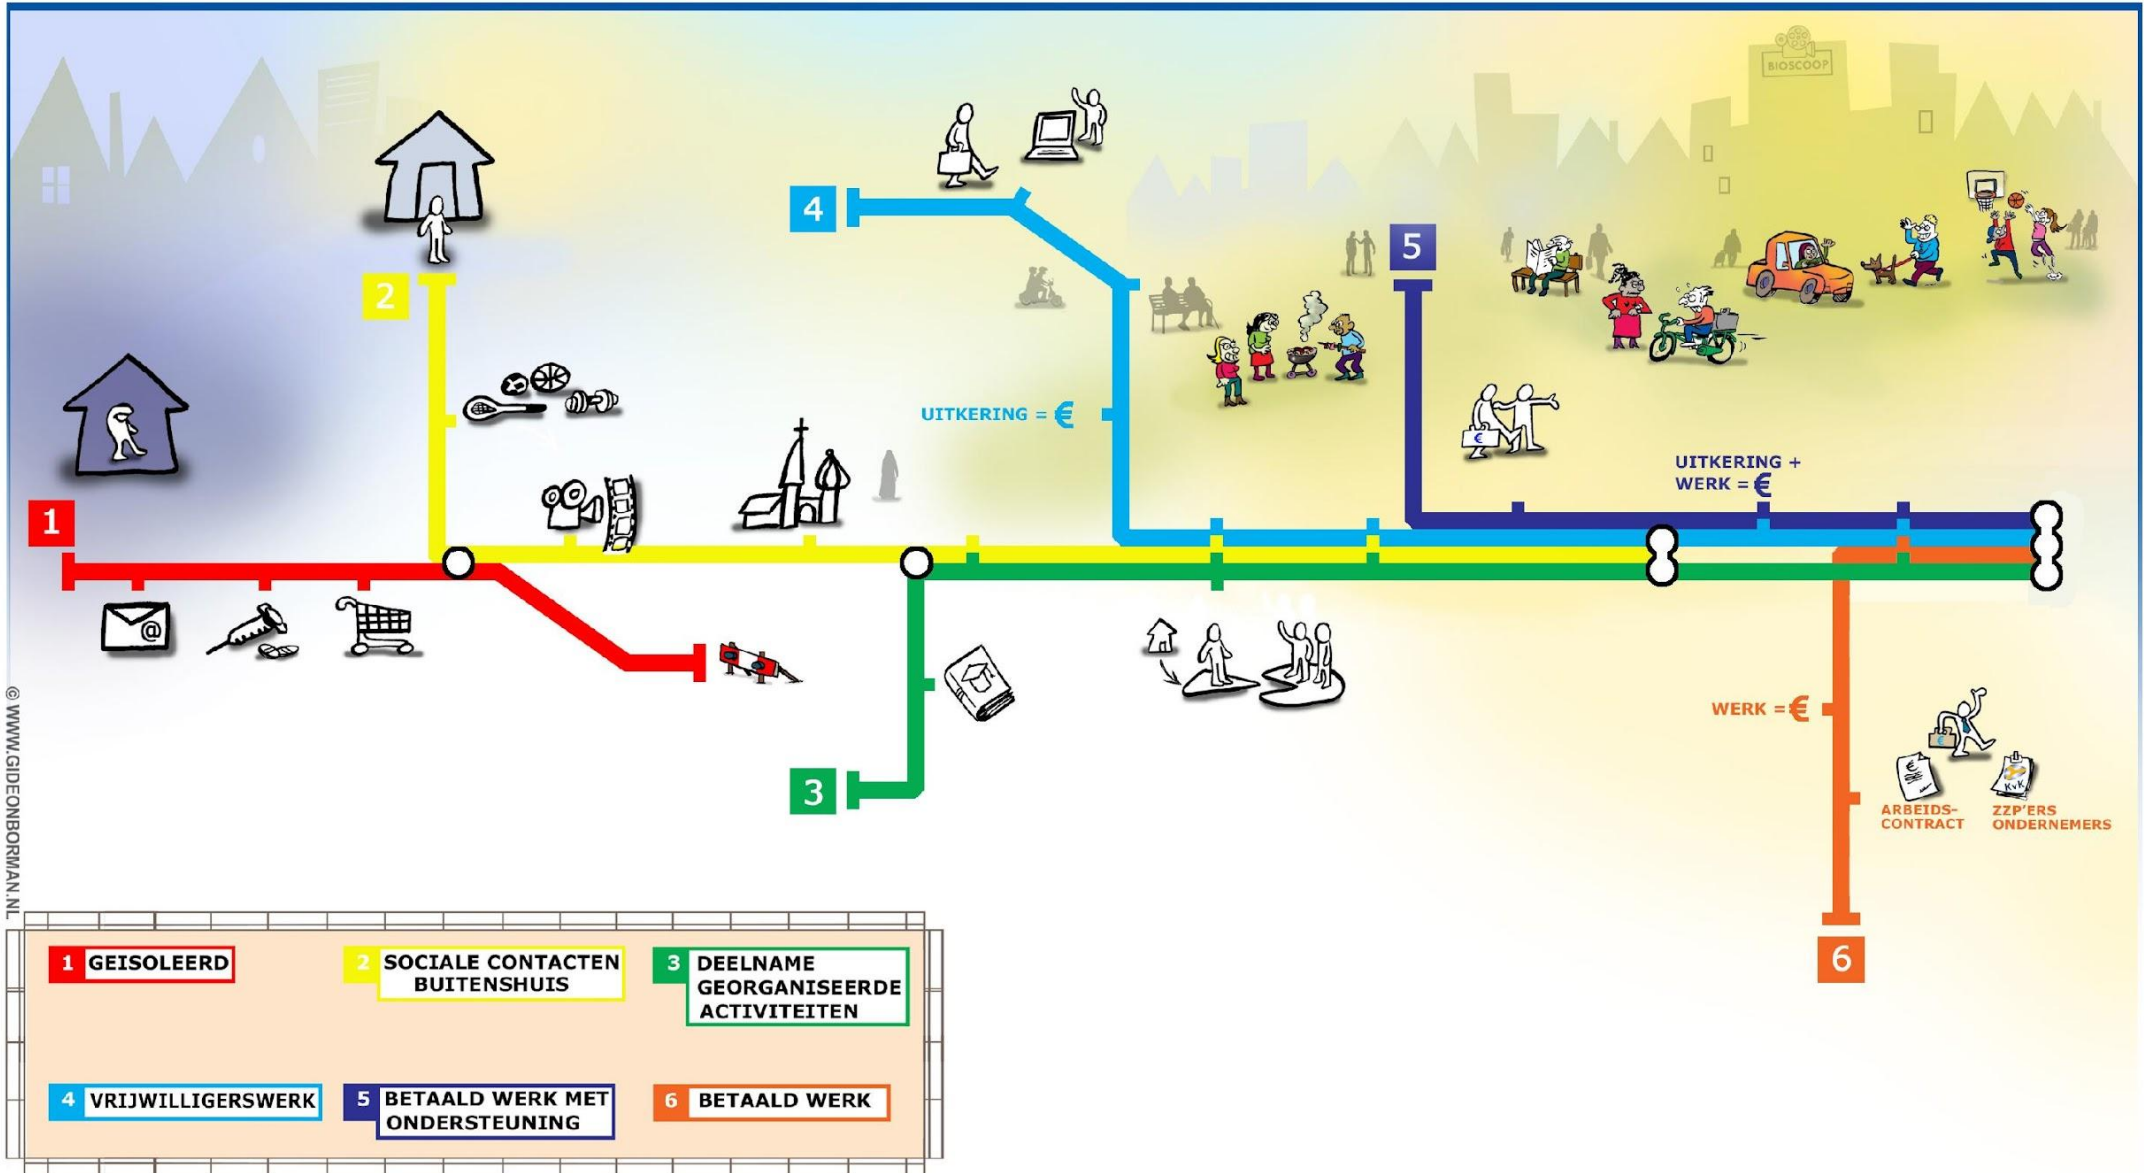 BIOSCOOP
4
5
2
UITKERING = €
€
UITKERING +
WERK = €
1
@
WERK = €
€
€
KvK
3
ARBEIDS-
CONTRACT
ZZP'ERS
ONDERNEMERS
6
© WWW.GIDEONBORMAN.NL
1 GEISOLEERD
2 SOCIALE CONTACTEN
BUITENSHUIS
3 DEELNAME
GEORGANISEERDE
ACTIVITEITEN
4 VRIJWILLIGERSWERK
5 BETAALD WERK MET
ONDERSTEUNING
6 BETAALD WERK